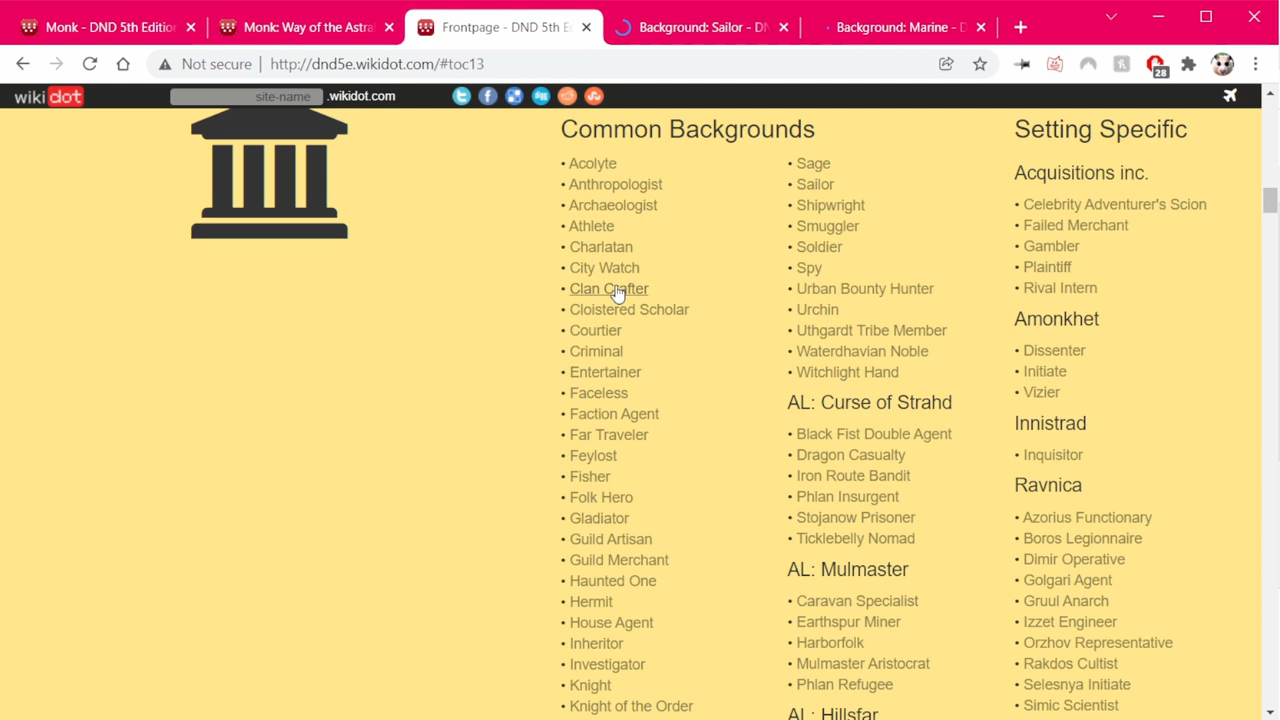 Monk - DND 5th Edition
Monk: Way of the Astra
Frontpage - DND 5th E
Background: Sailor - DN
Background: Marine - D
Not secure
http://dnd5e.wikidot.com/#toc13
28
wikidot
site-name
.wikidot.com
Common Backgrounds
• Acolyte
• Anthropologist
• Archaeologist
• Athlete
• Charlatan
• City Watch
• Clan Crafter
• Cloistered Scholar
• Courtier
• Criminal
• Entertainer
• Faceless
• Faction Agent
• Far Traveler
• Feylost
• Fisher
• Folk Hero
• Gladiator
• Guild Artisan
• Guild Merchant
• Haunted One
• Hermit
• House Agent
• Inheritor
• Investigator
• Knight
• Knight of the Order
• Sage
• Sailor
• Shipwright
• Smuggler
• Soldier
• Spy
• Urban Bounty Hunter
• Urchin
• Uthgardt Tribe Member
• Waterdhavian Noble
• Witchlight Hand
AL: Curse of Strahd
• Black Fist Double Agent
• Dragon Casualty
• Iron Route Bandit
• Phlan Insurgent
• Stojanow Prisoner
• Ticklebelly Nomad
AL: Mulmaster
• Caravan Specialist
• Earthspur Miner
• Harborfolk
• Mulmaster Aristocrat
• Phlan Refugee
AL: Hillsfar
Setting Specific
Acquisitions inc.
• Celebrity Adventurer's Scion
• Failed Merchant
• Gambler
• Plaintiff
• Rival Intern
Amonkhet
• Dissenter
• Initiate
• Vizier
Innistrad
• Inquisitor
Ravnica
• Azorius Functionary
• Boros Legionnaire
• Dimir Operative
• Golgari Agent
• Gruul Anarch
• Izzet Engineer
• Orzhov Representative
• Rakdos Cultist
• Selesnya Initiate
• Simic Scientist